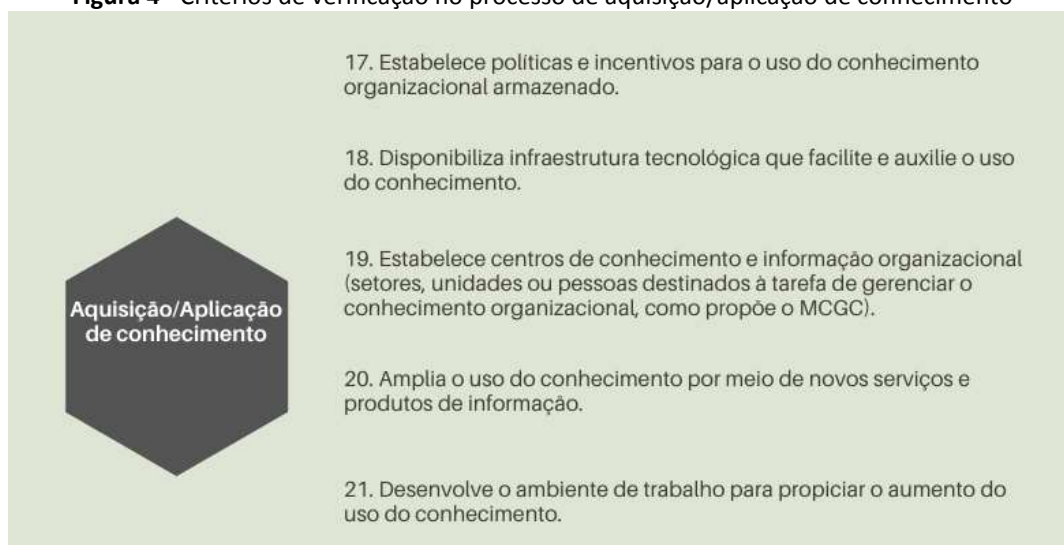 Figura 4 - Critérios de verificação no processo de aquisição/aplicação de conhecimento
17. Estabelece políticas e incentivos para o uso do conhecimento
organizacional armazenado.
18. Disponibiliza infraestrutura tecnológica que facilite e auxilie o uso
do conhecimento.
19. Estabelece centros de conhecimento e informação organizacional
(setores, unidades ou pessoas destinados à tarefa de gerenciar o
conhecimento organizacional, como propõe o MCGC).
Aquisição/Aplicação
de conhecimento
20. Amplia o uso do conhecimento por meio de novos serviços e
produtos de informação.
21. Desenvolve o ambiente de trabalho para propiciar o aumento do
uso do conhecimento.